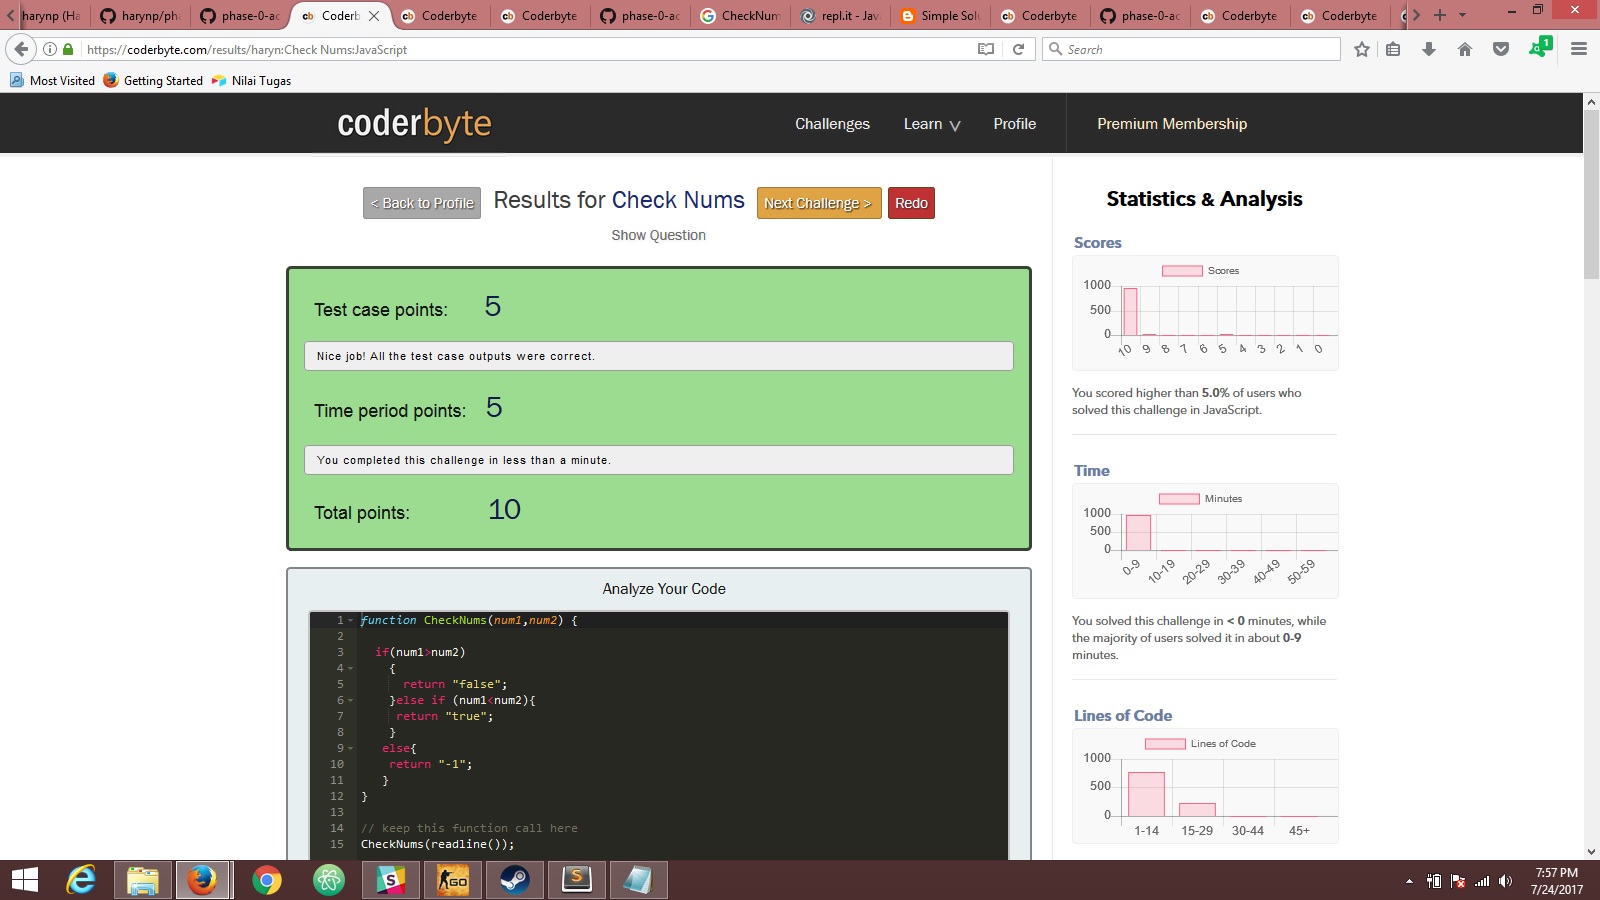 harynp (Ha
harynp/pha
phase-0-ac
Coderb
Coderbyte
Coderbyte
phase-0-ac
CheckNum
repl.it - Jav
Simple Solu
Coderbyte
phase-0-ac
Coderbyte
Coderbyte
https://coderbyte.com/results/haryn:Check Nums:JavaScript
Search
1
Most Visited
Getting Started
Nilai Tugas
coderbyte
Challenges
Learn
Profile
Premium Membership
< Back to Profile
Results for Check Nums
Next Challenge >
Redo
Show Question
Test case points: 5
Nice job! All the test case outputs were correct.
Time period points: 5
You completed this challenge in less than a minute.
Total points: 10
Analyze Your Code
1 function CheckNums(num1,num2) {
2
3 if(num1>num2)
4 {
5 return "false";
6 }else if (num1<num2){
7 return "true";
8 }
9 else{
10 return "-1";
11 }
12 }
13
14 // keep this function call here
15 CheckNums(readline());
Statistics & Analysis
Scores
Scores
1000
500
0
10 9 8 7 6 5 4 3 2 1 0
You scored higher than 5.0% of users who
solved this challenge in JavaScript.
Time
Minutes
1000
500
0
0-9 10-19 20-29 30-39 40-49 50-59
You solved this challenge in < 0 minutes, while
the majority of users solved it in about 0-9
minutes.
Lines of Code
Lines of Code
1000
500
0
1-14 15-29 30-44 45+
GO
7:57 PM
7/24/2017